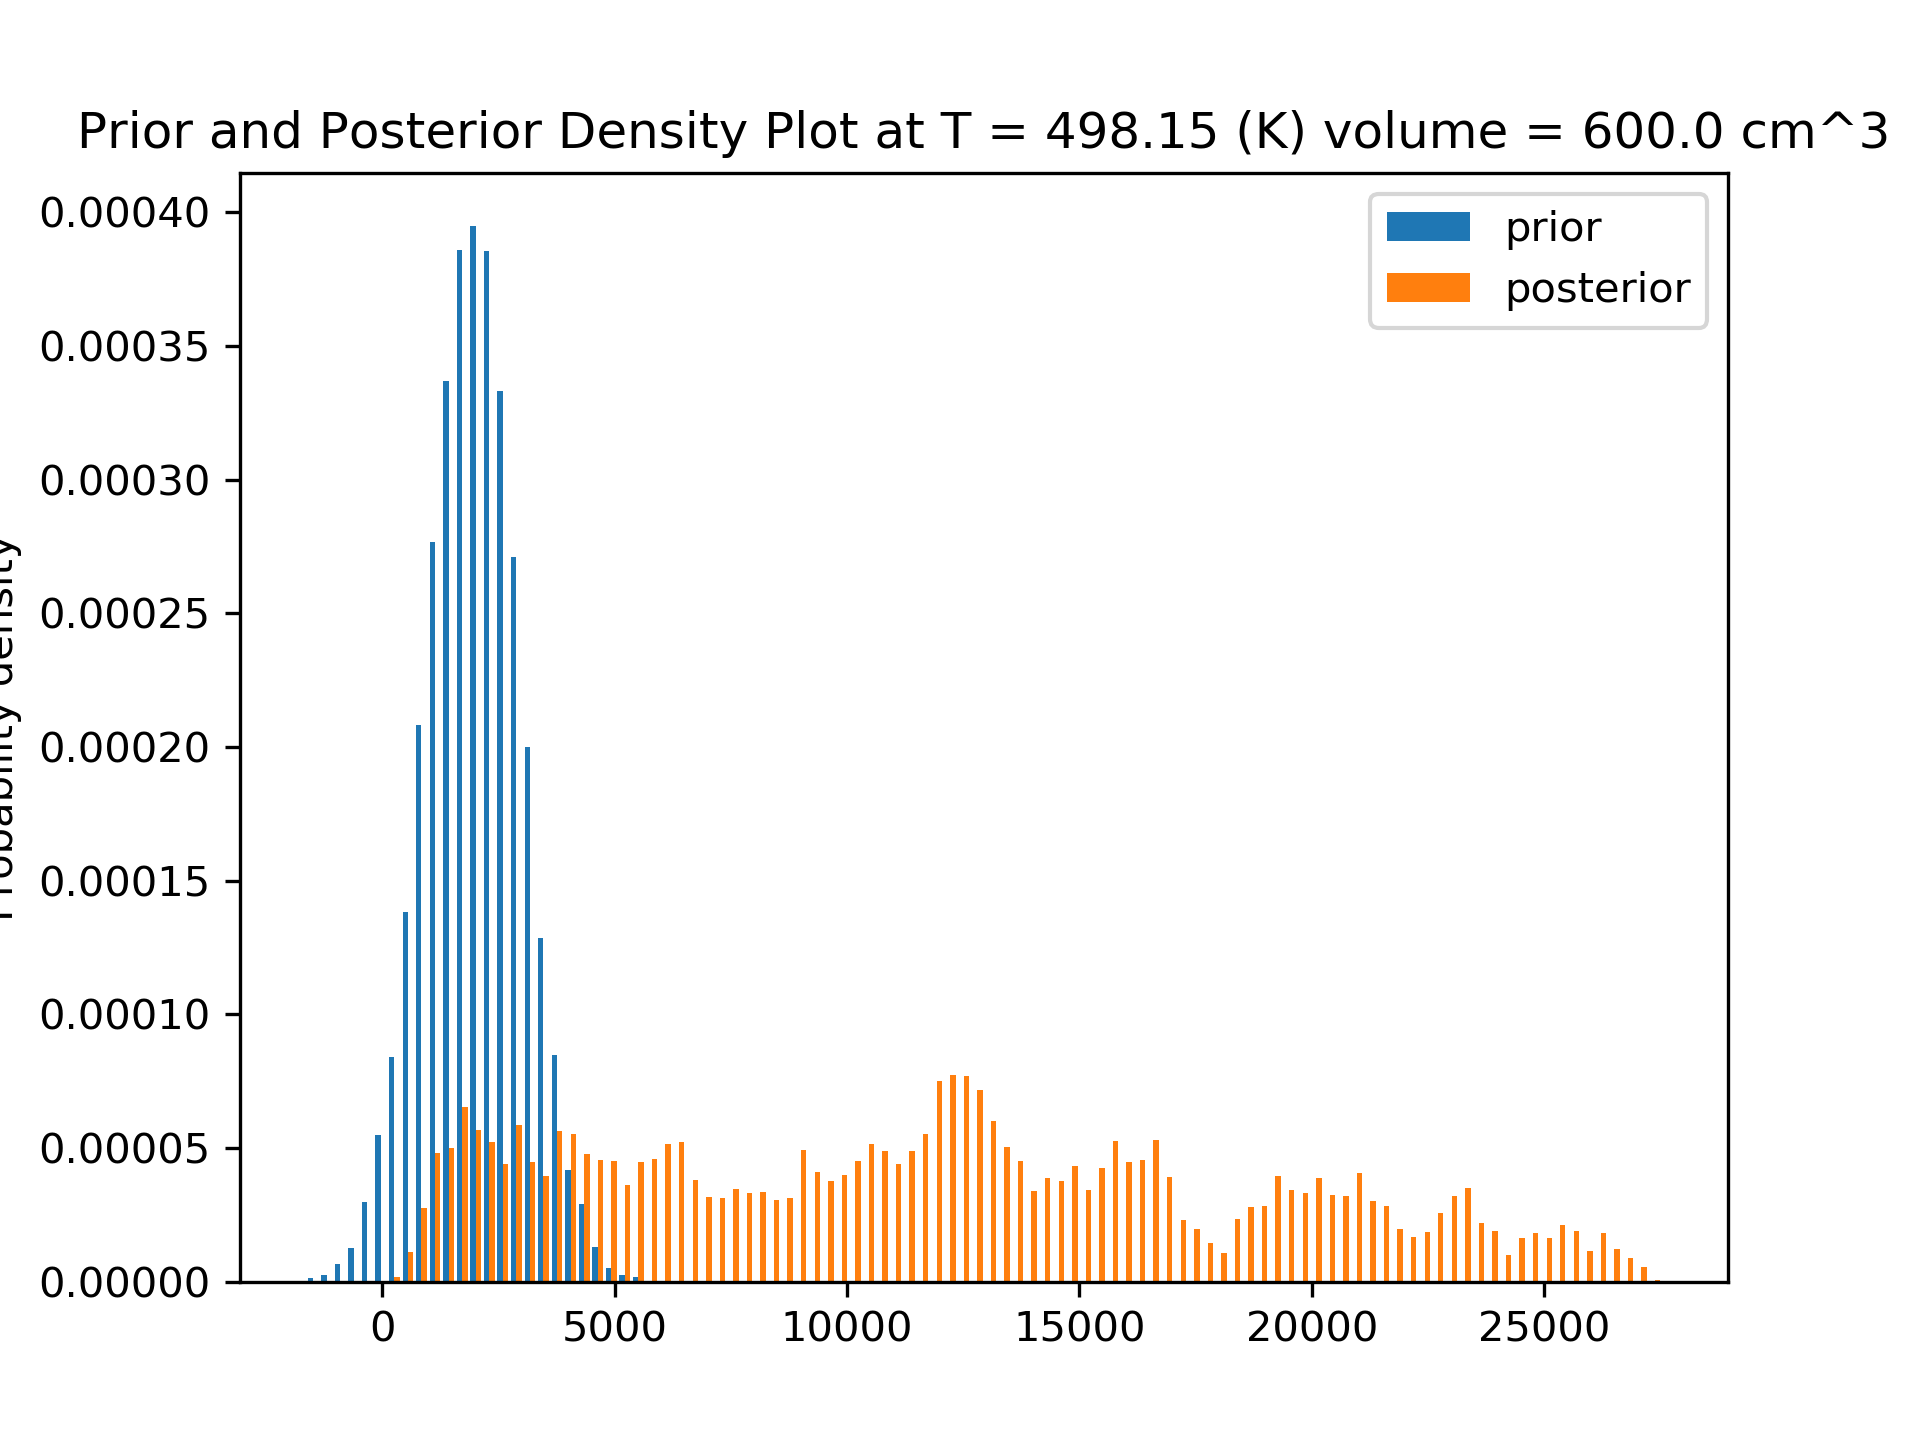 Prior and Posterior Density Plot at T = 498.15 (K) volume = 600.0 cm^3
prior
posterior
0.00040
0.00035
0.00030
0.00025
0.00020
0.00015
0.00010
0.00005
0.00000
Probability density
0 5000 10000 15000 20000 25000